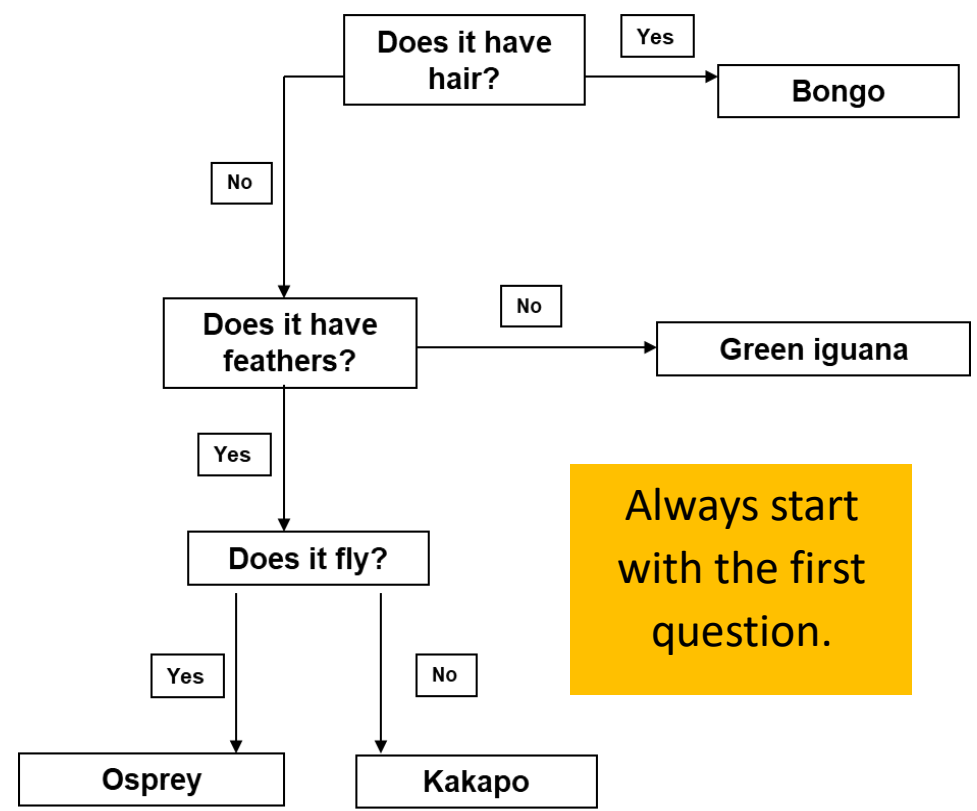 Does it have
hair?
Yes
Bongo
No
Does it have
feathers?
No
Green iguana
Yes
Always start
with the first
question.
Does it fly?
Yes
No
Osprey
Kakapo